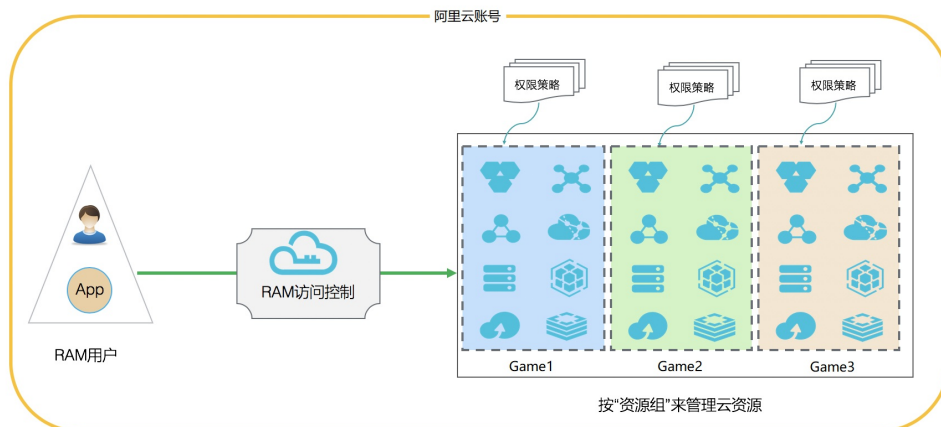 阿里云账号
权限策略
权限策略
权限策略
App
RAM访问控制
RAM用户
Game1
Game2
Game3
按“资源组”来管理云资源